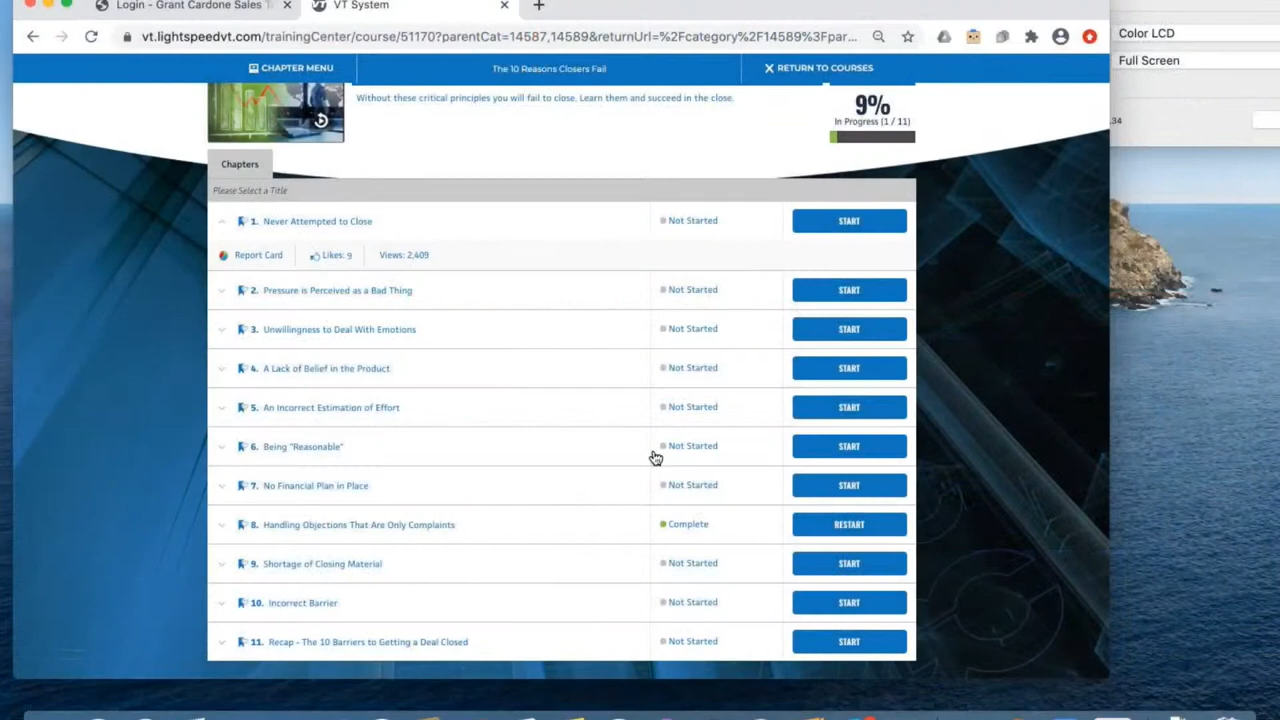 Login - Grant Cardone Sales T
VT System
vt.lightspeedvt.com/trainingCenter/course/51170?parentCat=14587,14589&returnUrl=%2Fcategory%2F14589%3Fpar...
Color LCD
Full Screen
CHAPTER MENU
The 10 Reasons Closers Fail
RETURN TO COURSES
Without these critical principles you will fail to close. Learn them and succeed in the close.
9%
In Progress (1 / 11)
.34
Chapters
Please Select a Title
1. Never Attempted to Close Not Started START
Report Card Likes: 9 Views: 2,409
2. Pressure is Perceived as a Bad Thing Not Started START
3. Unwillingness to Deal With Emotions Not Started START
4. A Lack of Belief in the Product Not Started START
5. An Incorrect Estimation of Effort Not Started START
6. Being "Reasonable" Not Started START
7. No Financial Plan in Place Not Started START
8. Handling Objections That Are Only Complaints Complete RESTART
9. Shortage of Closing Material Not Started START
10. Incorrect Barrier Not Started START
11. Recap - The 10 Barriers to Getting a Deal Closed Not Started START